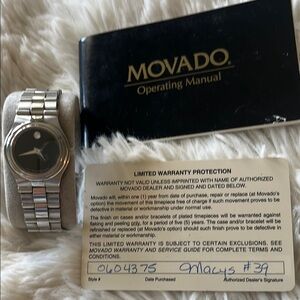 MOVADO.
Operating Manual
LIMITED WARRANTY PROTECTION
WARRANTY NOT VALID UNLESS IMPRINTED WITH NAME OF AUTHORIZED
MOVADO DEALER AND SIGNED AND DATED BELOW.
Movado will, within one (1) year from date of purchase, repair or replace (at Movado's
option) the movement of this timepiece free of charge if such movement proves to be
defective in material or workmanship under normal use.
The finish on cases and/or bracelets of plated timepieces will be warranted against
flaking and peeling only, for a period of five (5) years. The case and/or bracelet will be
repaired or replaced (at Movado's option) should such finish prove to be defective in
either material or workmanship.
THIS LIMITED WARRANTY IS SUBJECT TO CERTAIN EXCLUSIONS. SEE
MOVADO WARRANTY AND SERVICE GUIDE FOR COMPLETE TERMS AND
CONDITIONS.
0604375 Macys #39
Style # Date Purchased Authorized Dealer's Signature